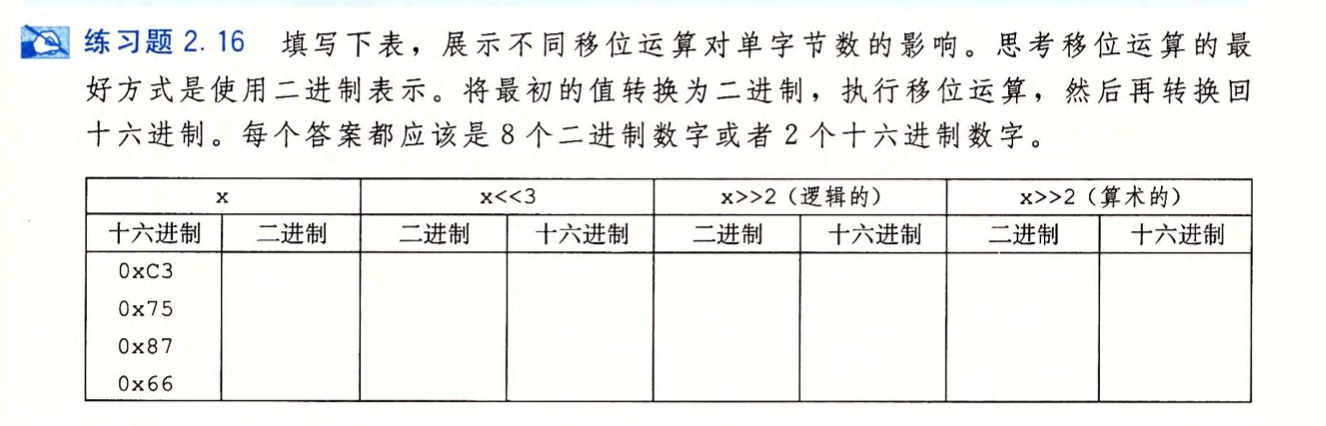 练习题 2.16 填写下表，展示不同移位运算对单字节数的影响。思考移位运算的最
好方式是使用二进制表示。将最初的值转换为二进制，执行移位运算，然后再转换回
十六进制。每个答案都应该是 8 个二进制数字或者 2 个十六进制数字。
x x<<3 x>>2（逻辑的） x>>2（算术的）
十六进制 二进制 二进制 十六进制 二进制 十六进制 二进制 十六进制
0xC3
0x75
0x87
0x66